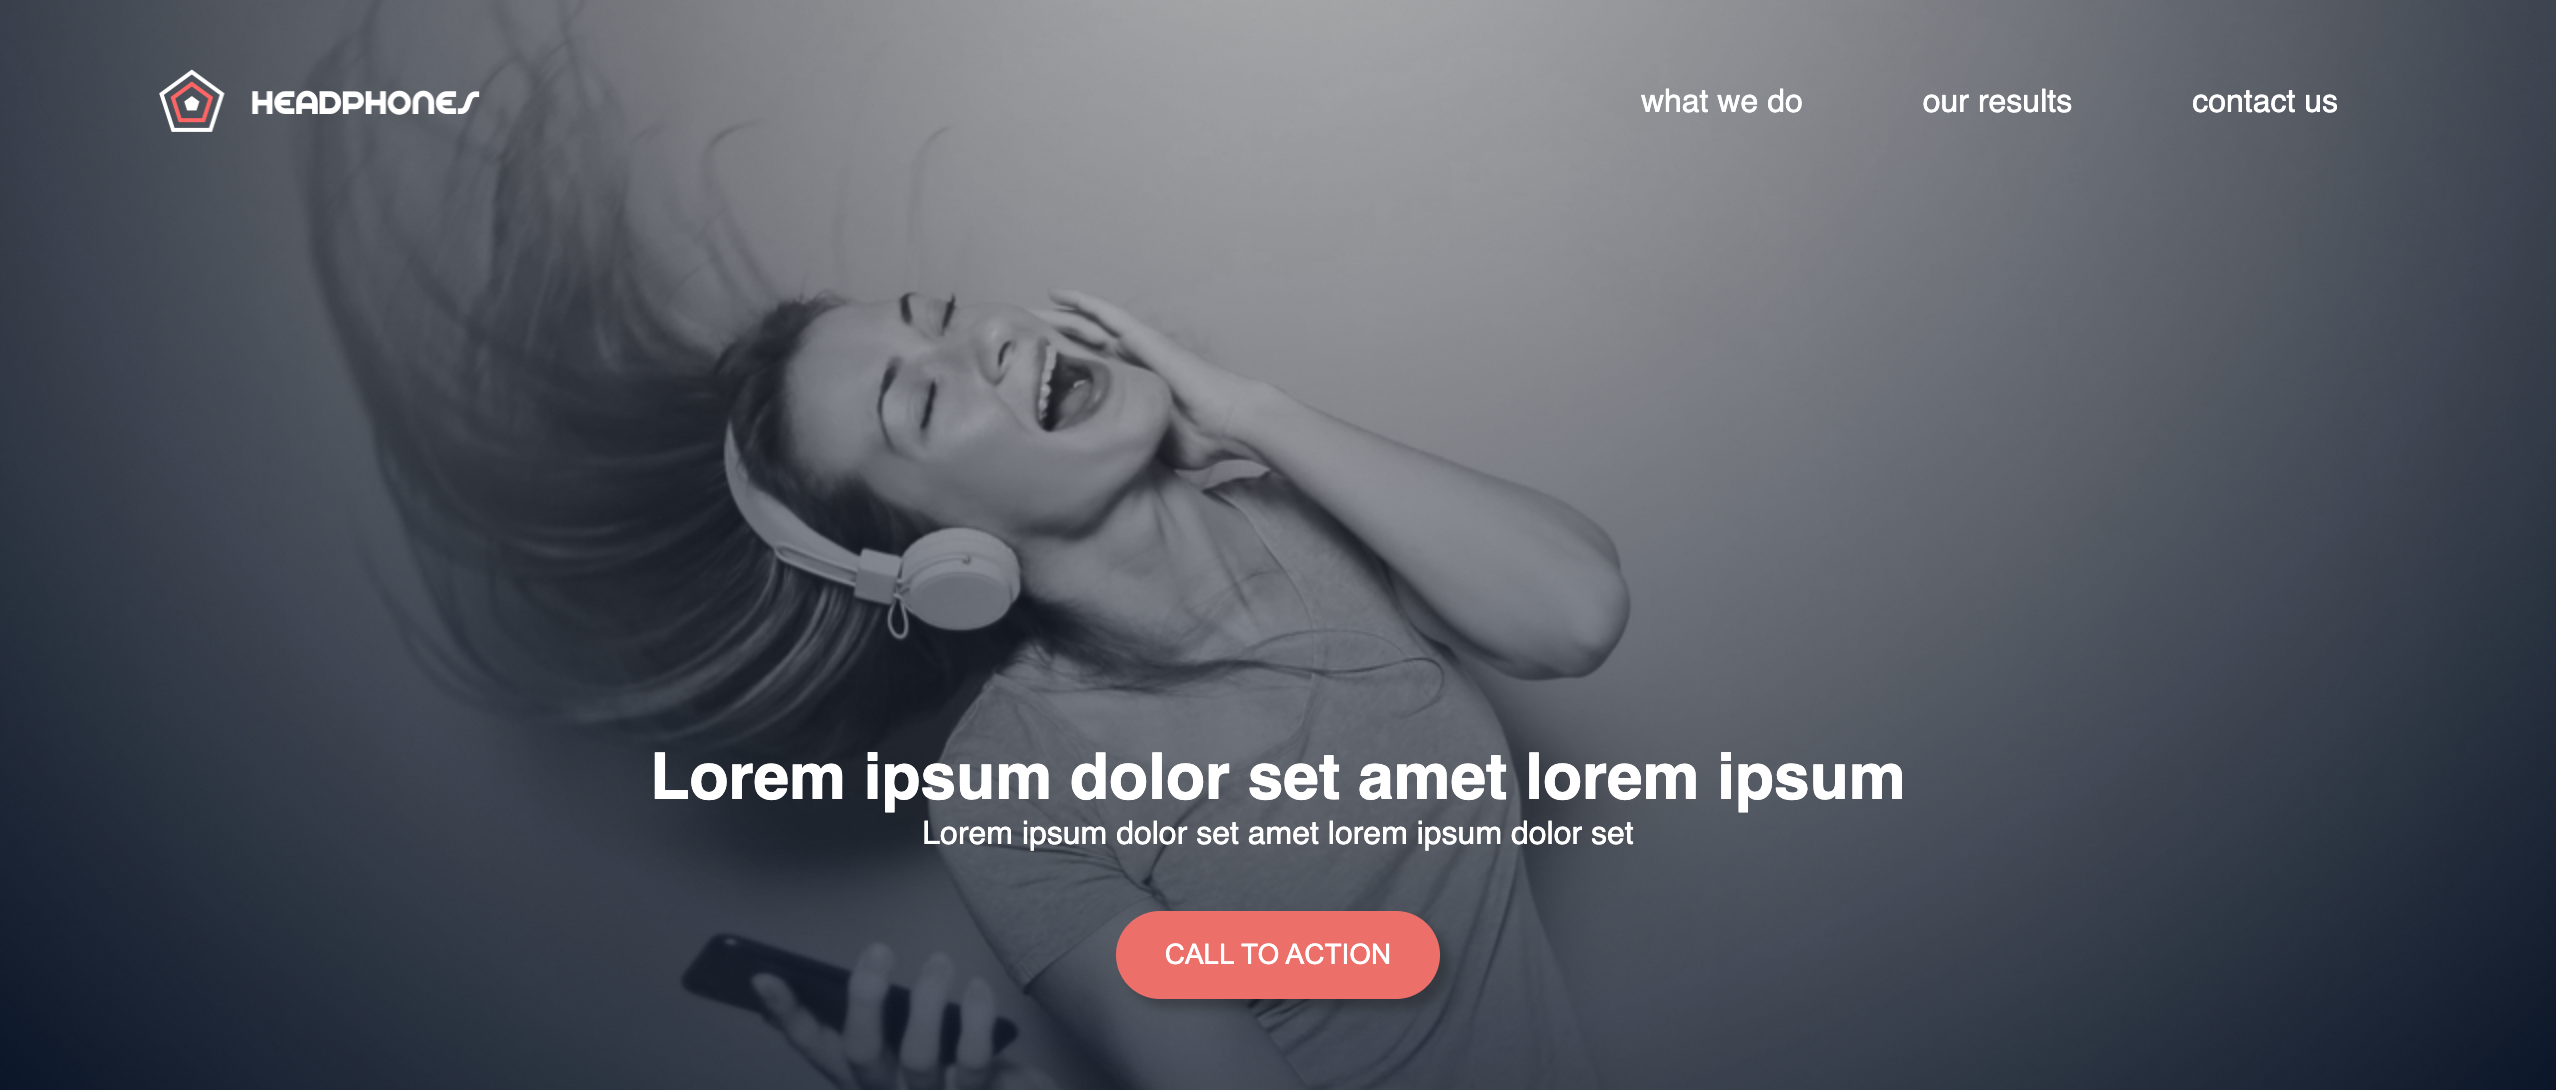 HEADPHONES
what we do
our results
contact us
Lorem ipsum dolor set amet lorem ipsum
Lorem ipsum dolor set amet lorem ipsum dolor set
CALL TO ACTION